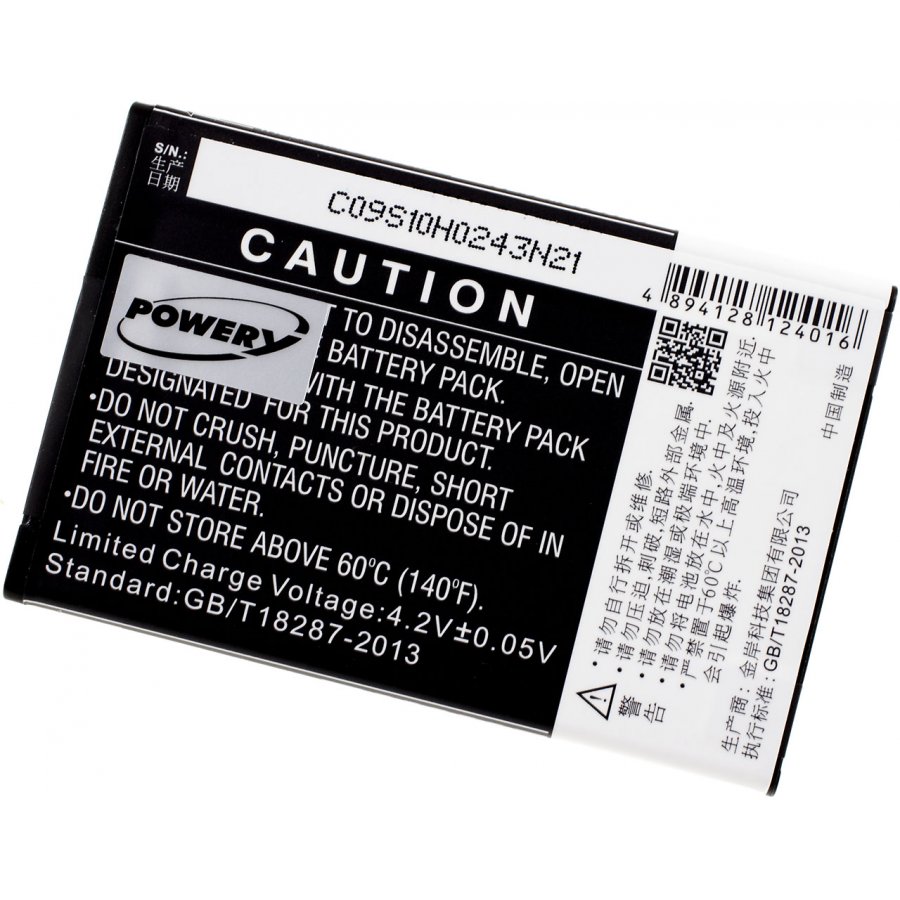 S/N.:
生产
日期
C09S10H0243N21
CAUTION
POWERY
TO DISASSEMBLE, OPEN
BATTERY PACK.
DESIGNATED WITH THE BATTERY PACK
FOR THIS PRODUCT.
•DO NOT CRUSH, PUNCTURE, SHORT
EXTERNAL CONTACTS OR DISPOSE OF IN
FIRE OR WATER.
•DO NOT STORE ABOVE 60℃ (140℉).
Limited Charge Voltage:4.2V±0.05V
Standard:GB/T18287-2013
4 894128 124016
警告
•请勿自行拆开或维修.
•请勿压迫,刺破,短路外部金属.
•请勿在潮湿或极端环境中.
•请勿将电池放在水中,火中及火源附近.
放置于60℃以上高温环境,投入火中
会引起爆炸.
生产商:金岸科技集团有限公司
执行标准:GB/T18287-2013
中国制造